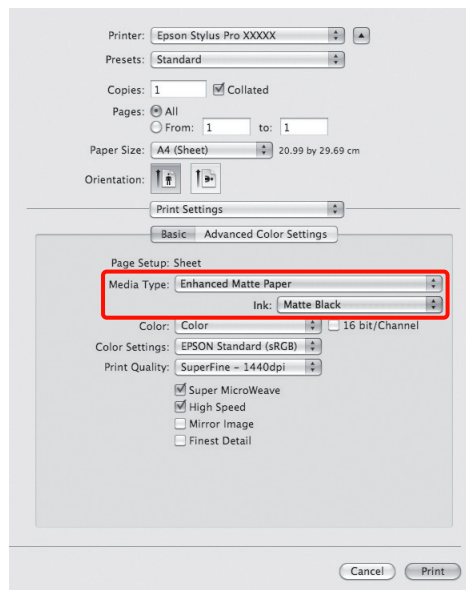 Printer: Epson Stylus Pro XXXXX
Presets: Standard
Copies: 1 Collated
Pages: All
From: 1 to: 1
Paper Size: A4 (Sheet) 20.99 by 29.69 cm
Orientation:
Print Settings
Basic Advanced Color Settings
Page Setup: Sheet
Media Type: Enhanced Matte Paper
Ink: Matte Black
Color: Color 16 bit/Channel
Color Settings: EPSON Standard (sRGB)
Print Quality: SuperFine – 1440dpi
Super MicroWeave
High Speed
Mirror Image
Finest Detail
Cancel Print